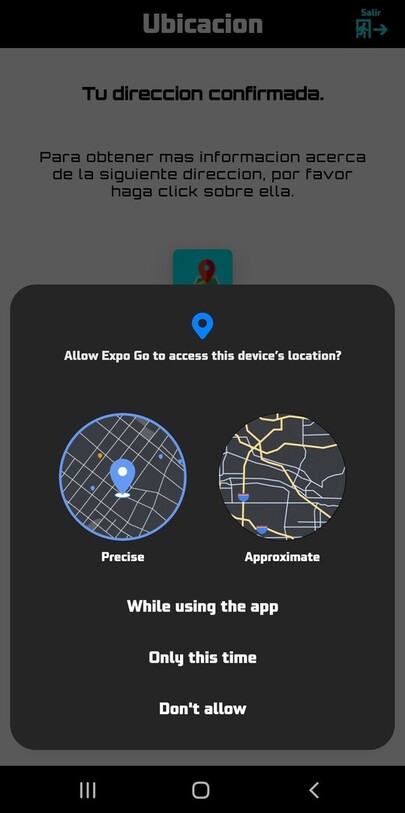 Ubicacion
Salir
Tu direccion confirmada.
Para obtener mas informacion acerca
de la siguiente direccion, por favor
haga click sobre ella.
Allow Expo Go to access this device's location?
Precise
Approximate
While using the app
Only this time
Don't allow